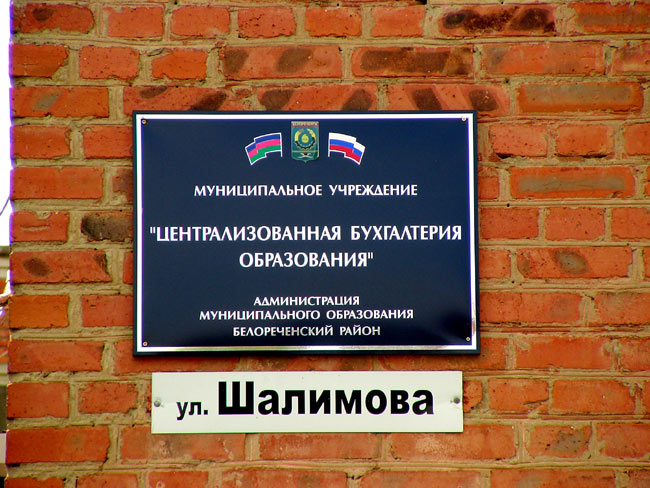 МУНИЦИПАЛЬНОЕ УЧРЕЖДЕНИЕ
"ЦЕНТРАЛИЗОВАННАЯ БУХГАЛТЕРИЯ
ОБРАЗОВАНИЯ"
АДМИНИСТРАЦИЯ
МУНИЦИПАЛЬНОГО ОБРАЗОВАНИЯ
БЕЛОРЕЧЕНСКИЙ РАЙОН
ул. Шалимова